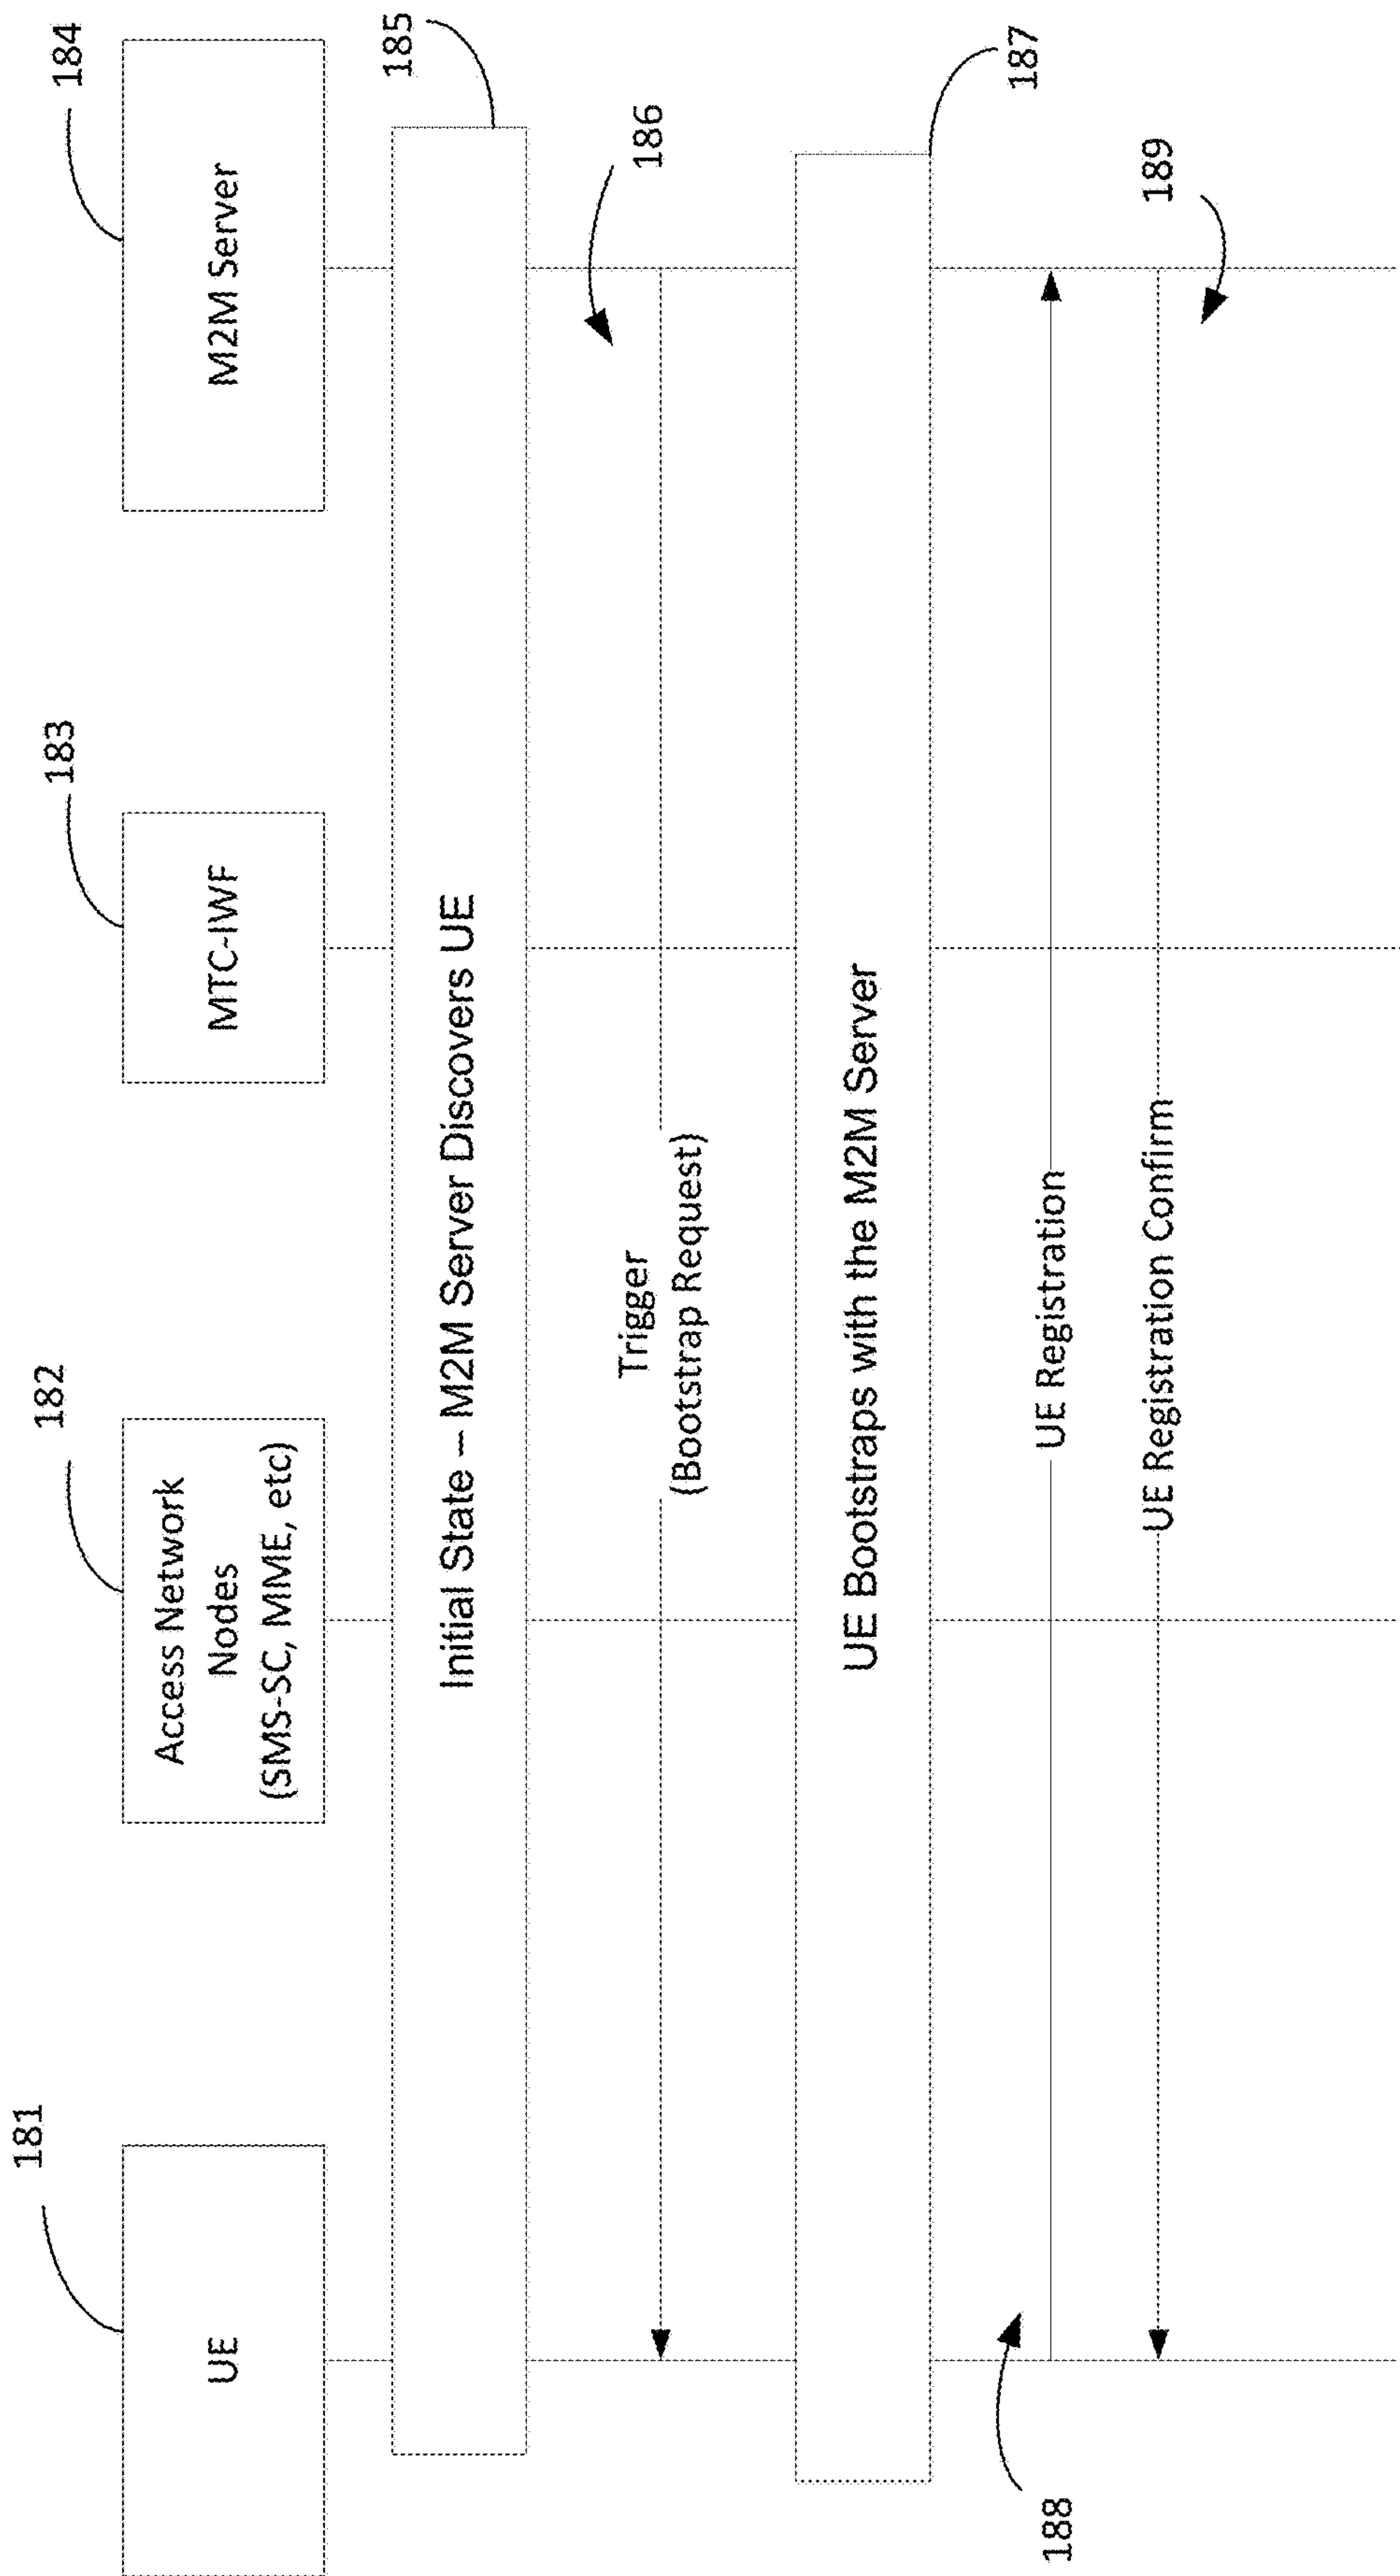 181
182
183
184
UE
Access Network
Nodes
(SMS-SC, MME, etc)
MTC-IWF
M2M Server
185
Initial State – M2M Server Discovers UE
186
Trigger
(Bootstrap Request)
187
UE Bootstraps with the M2M Server
188
UE Registration
189
UE Registration Confirm